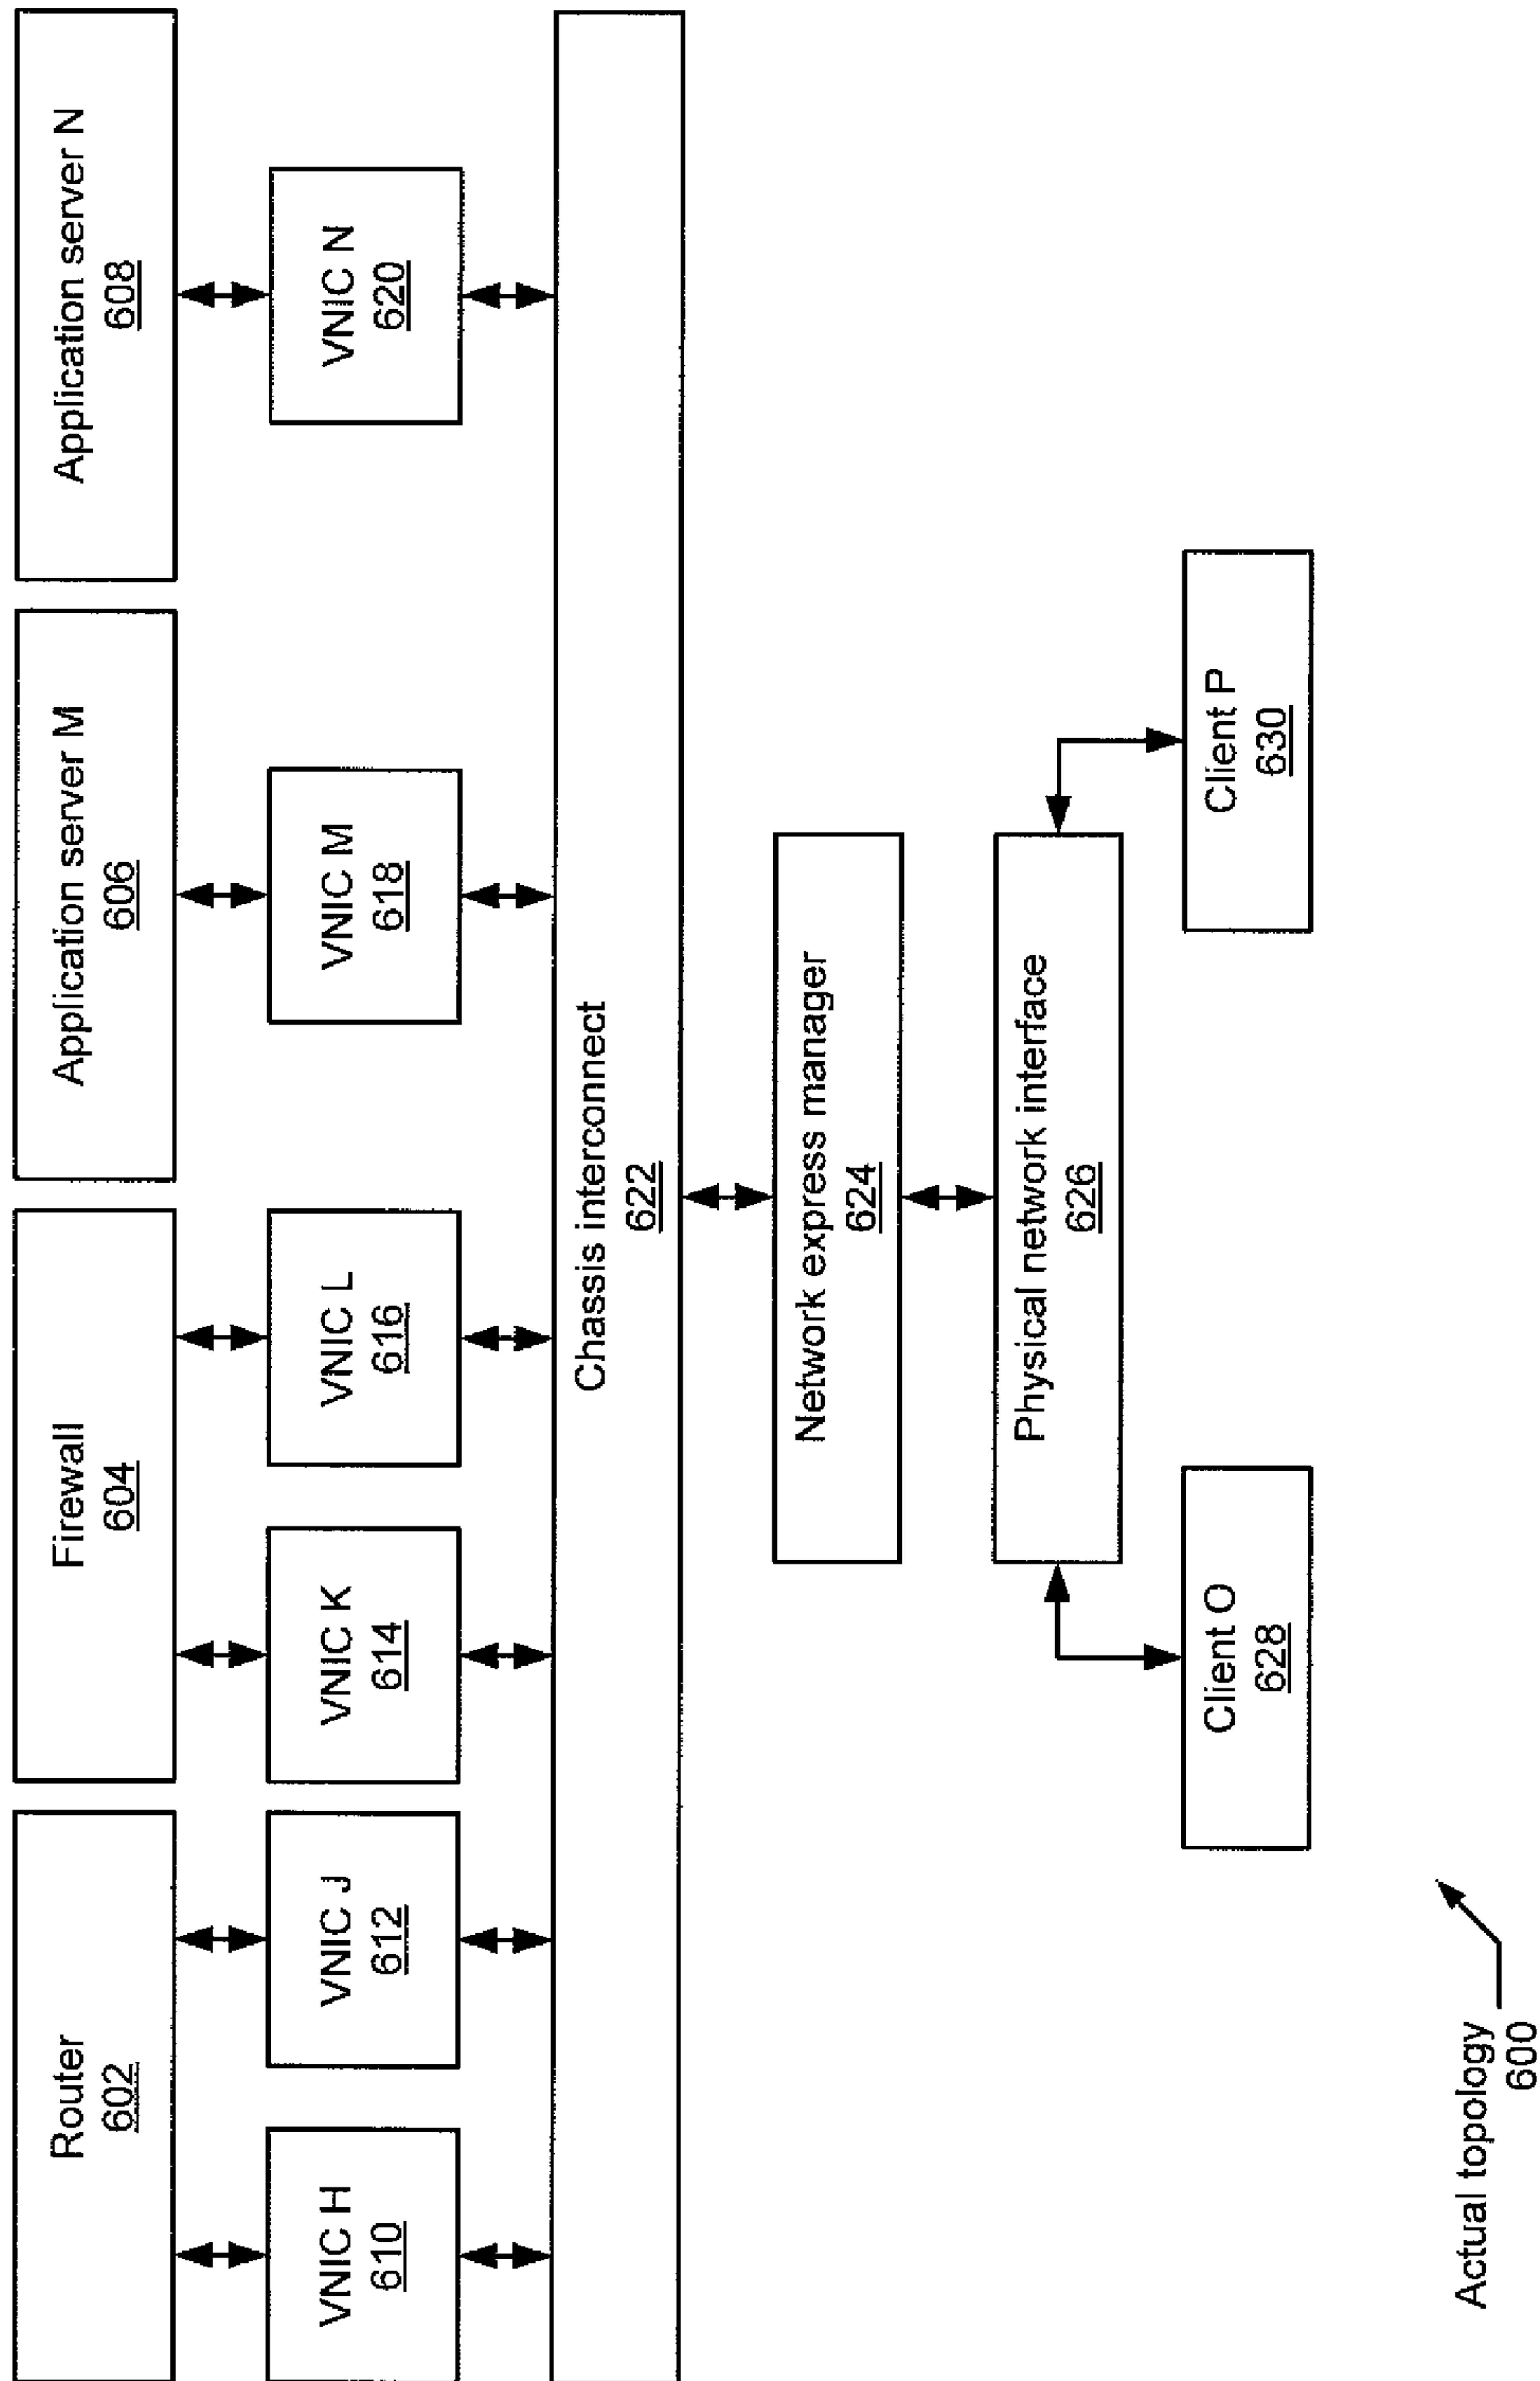 Router
602
Firewall
604
Application server M
606
Application server N
608
VNIC H
610
VNIC J
612
VNIC K
614
VNIC L
616
VNIC M
618
VNIC N
620
Chassis interconnect
622
Network express manager
624
Physical network interface
626
Client O
628
Client P
630
Actual topology
600